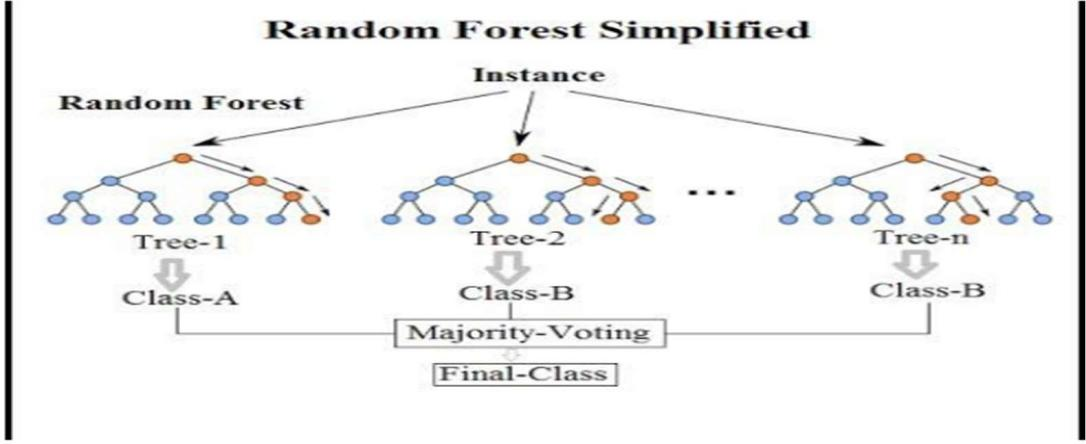 Random Forest Simplified
Instance
Random Forest
...
Tree-1 Tree-2 Tree-n
Class-A Class-B Class-B
Majority-Voting
Final-Class